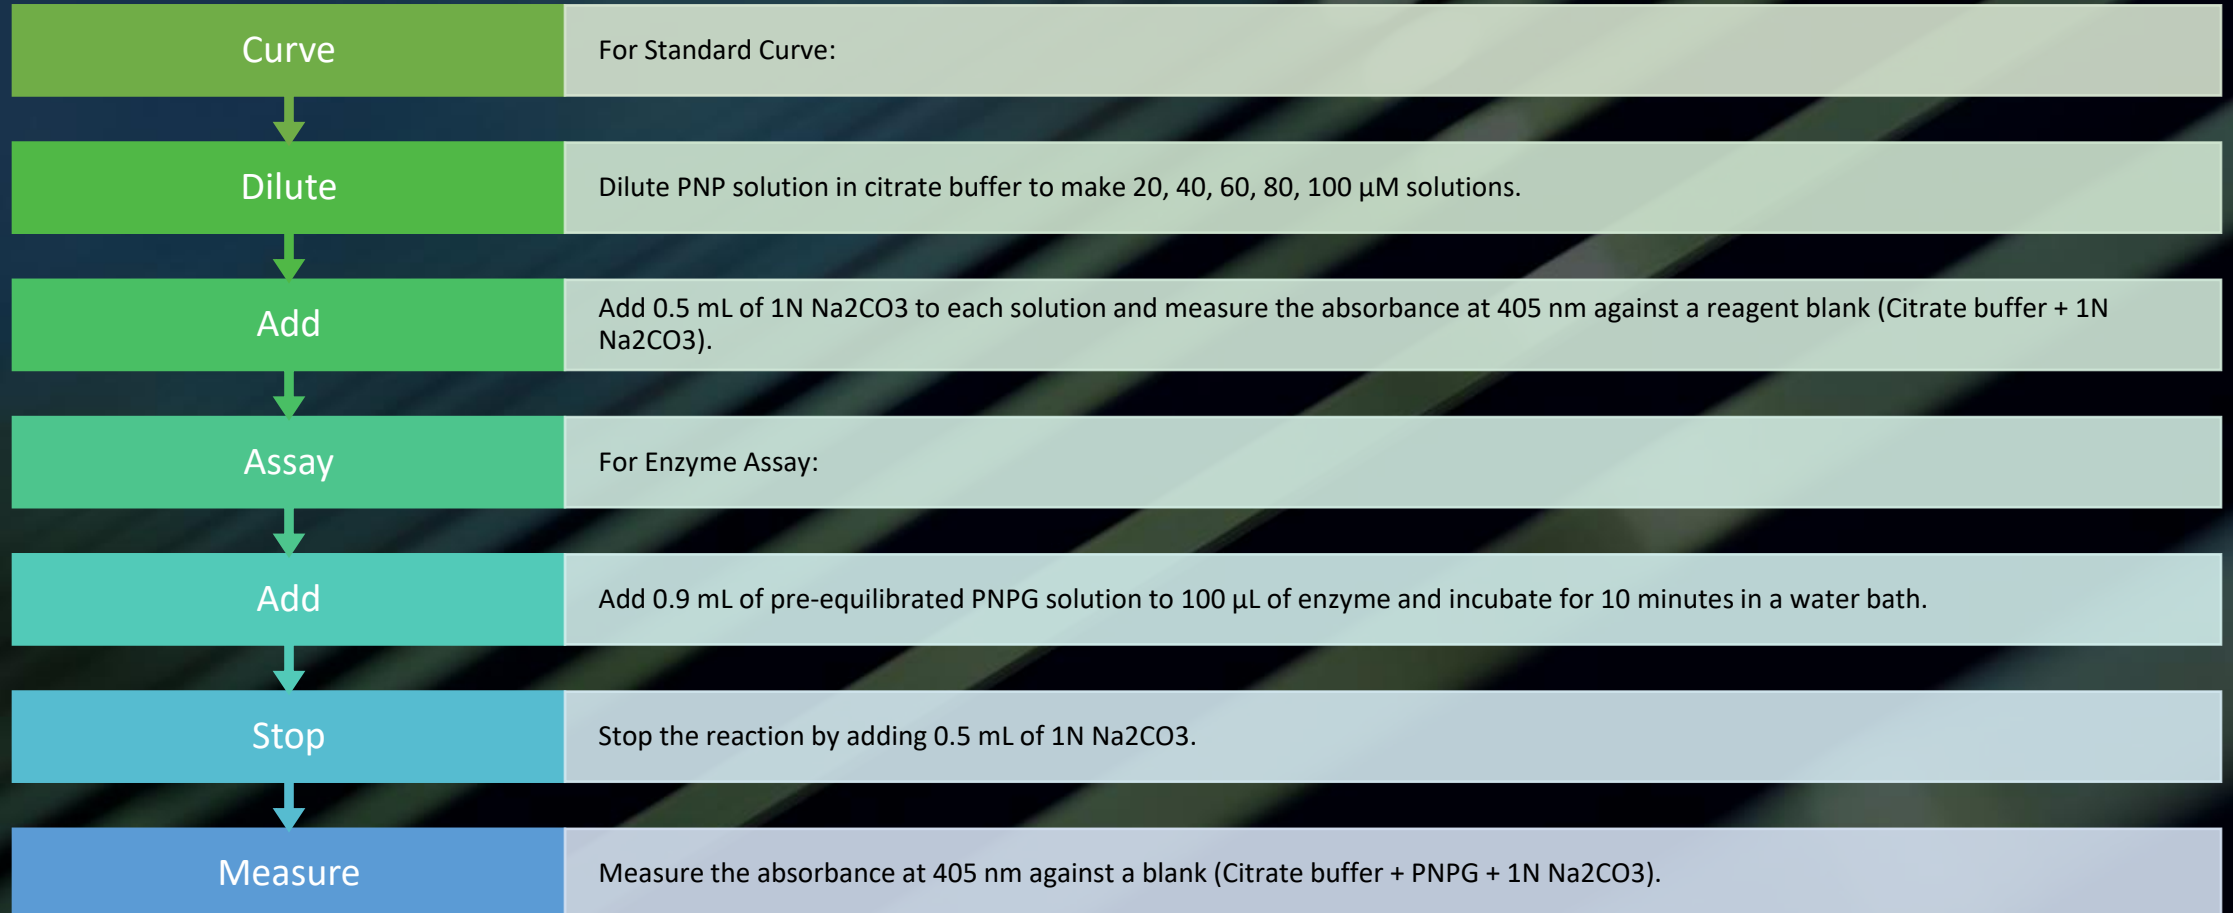 Curve
For Standard Curve:
Dilute
Dilute PNP solution in citrate buffer to make 20, 40, 60, 80, 100 µM solutions.
Add
Add 0.5 mL of 1N Na2CO3 to each solution and measure the absorbance at 405 nm against a reagent blank (Citrate buffer + 1N
Na2CO3).
Assay
For Enzyme Assay:
Add
Add 0.9 mL of pre-equilibrated PNPG solution to 100 µL of enzyme and incubate for 10 minutes in a water bath.
Stop
Stop the reaction by adding 0.5 mL of 1N Na2CO3.
Measure
Measure the absorbance at 405 nm against a blank (Citrate buffer + PNPG + 1N Na2CO3).